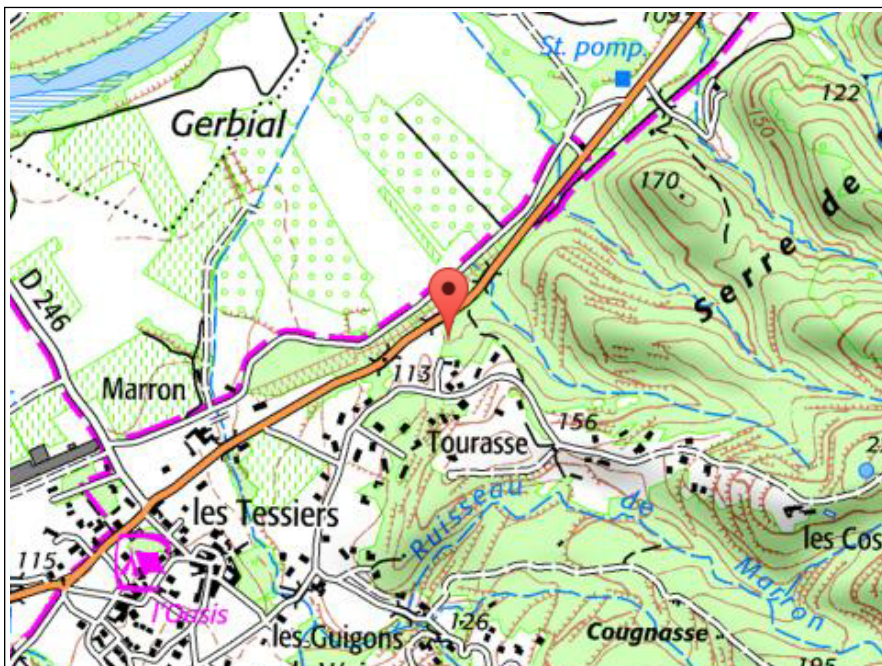 109
St. pomp.
Gerbial
122
150
170
Serre de
D 246
113
Marron
Tourasse
156
Ruisseau de Marron
les Tessiers
les Cos
115
l'Oasis
126
les Guigons
Cougnasse